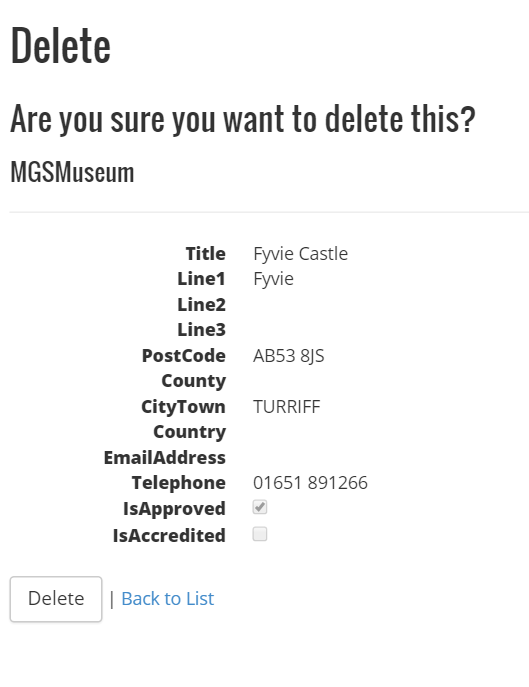 Delete
Are you sure you want to delete this?
MGSMuseum
Title Fyvie Castle
Line1 Fyvie
Line2
Line3
PostCode AB53 8JS
County
CityTown TURRIFF
Country
EmailAddress
Telephone 01651 891266
IsApproved
IsAccredited
Delete | Back to List